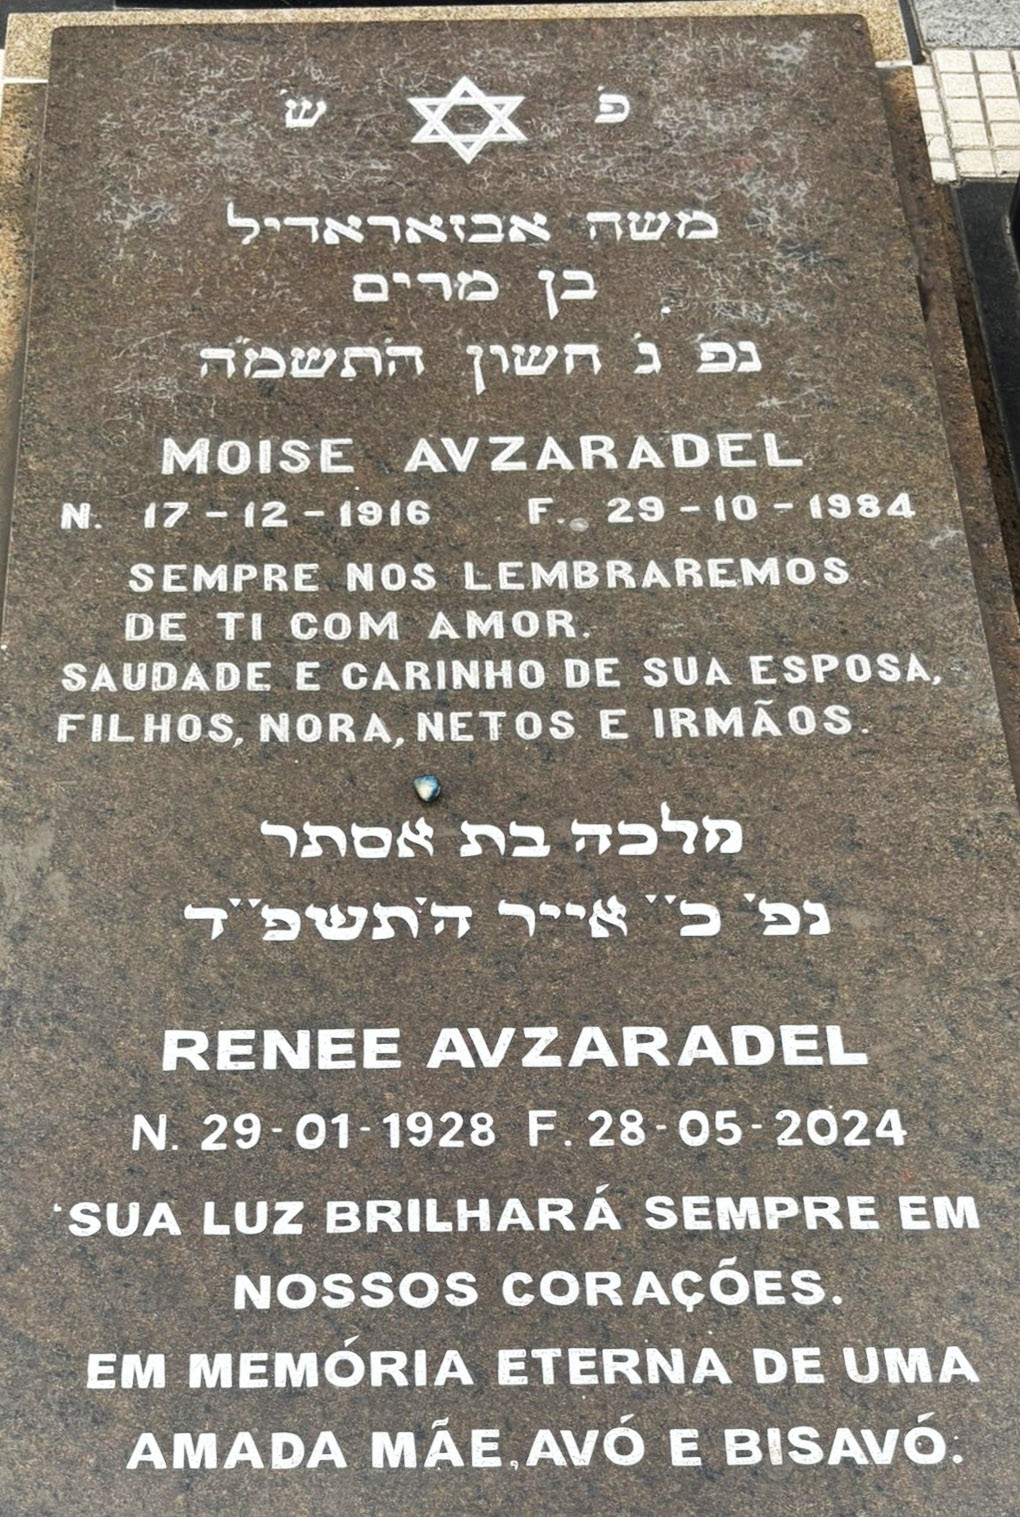 פ ש
משה אבזאראדיל
בן מרים
נפ' ג' חשון ה'תשמ"ה
MOISE AVZARADEL
N. 17-12-1916 F. 29-10-1984
SEMPRE NOS LEMBRAREMOS
DE TI COM AMOR.
SAUDADE E CARINHO DE SUA ESPOSA,
FILHOS, NORA, NETOS E IRMÃOS.
מלכה בת אסתר
נפ' כ'' אייר ה'תשפ"ד
RENEE AVZARADEL
N. 29-01-1928 F. 28-05-2024
SUA LUZ BRILHARÁ SEMPRE EM
NOSSOS CORAÇÕES.
EM MEMÓRIA ETERNA DE UMA
AMADA MÃE, AVÓ E BISAVÓ.